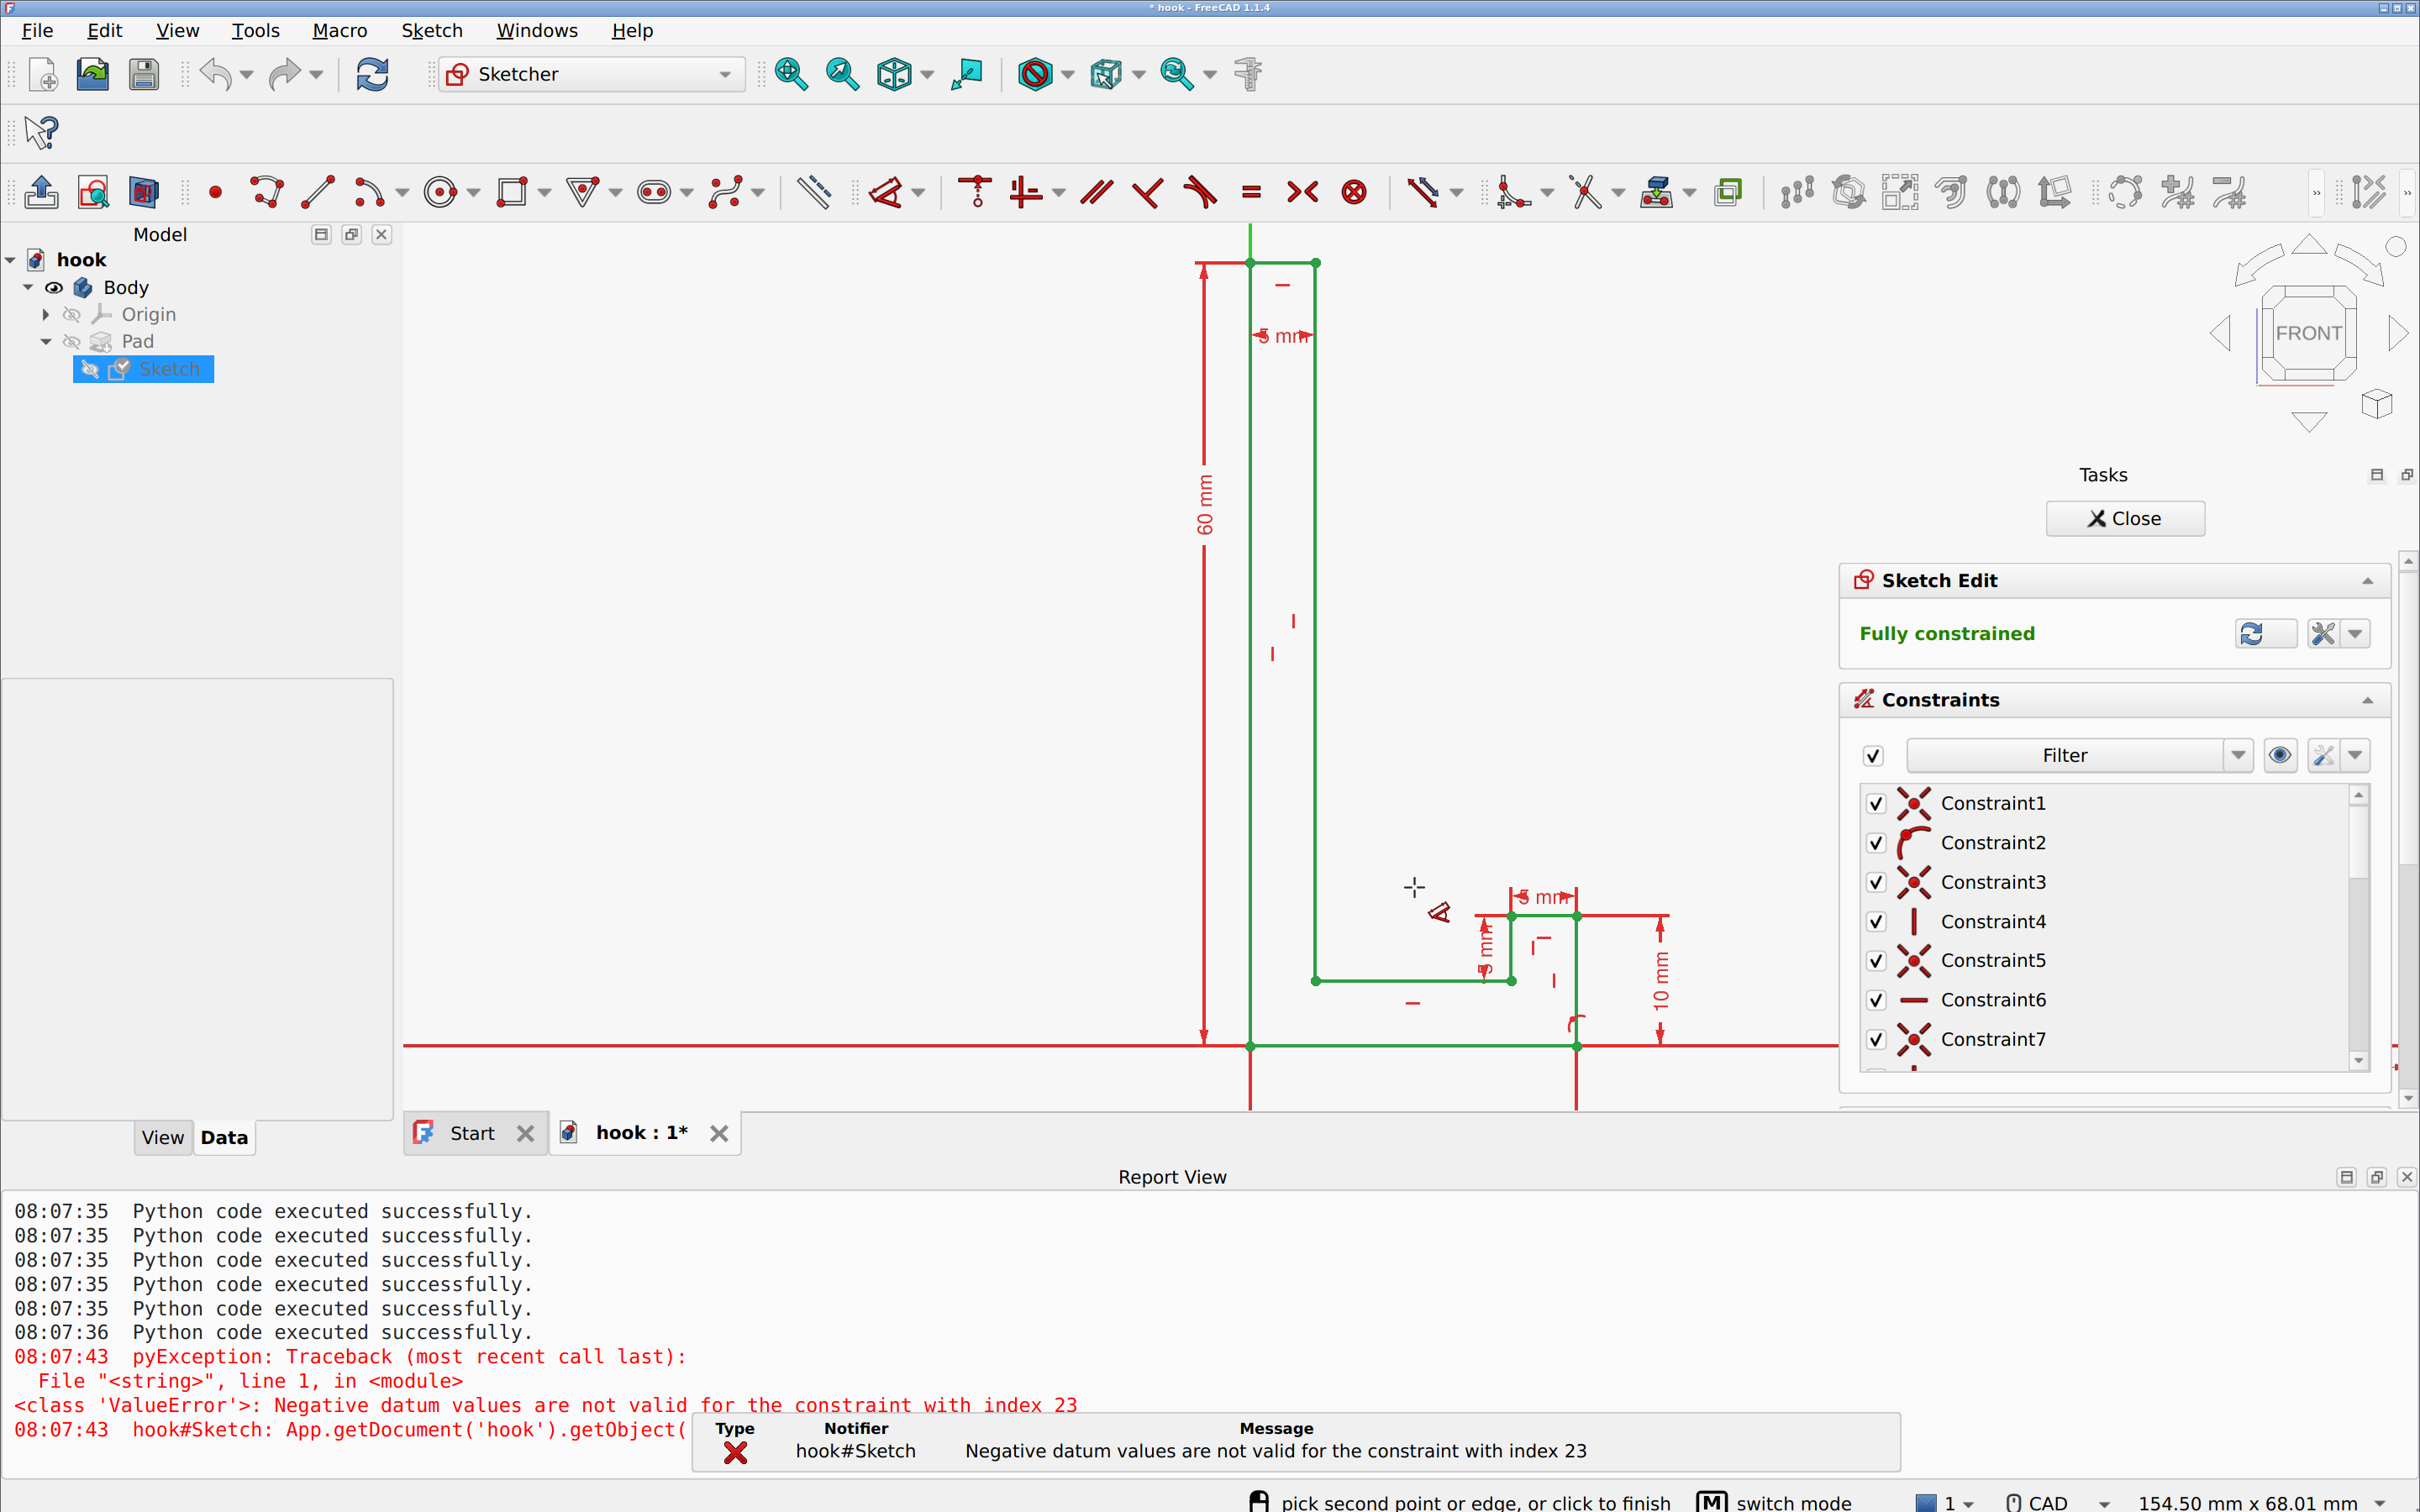 * hook - FreeCAD 1.1.4
File Edit View Tools Macro Sketch Windows Help
Sketcher
Model
hook
Body
Origin
Pad
Sketch
5 mm
60 mm
5 mm
5 mm
10 mm
FRONT
Tasks
Close
Sketch Edit
Fully constrained
Constraints
Filter
Constraint1
Constraint2
Constraint3
Constraint4
Constraint5
Constraint6
Constraint7
View Data
Start
hook : 1*
Report View
08:07:35 Python code executed successfully.
08:07:35 Python code executed successfully.
08:07:35 Python code executed successfully.
08:07:35 Python code executed successfully.
08:07:35 Python code executed successfully.
08:07:36 Python code executed successfully.
08:07:43 pyException: Traceback (most recent call last):
File "<string>", line 1, in <module>
<class 'ValueError'>: Negative datum values are not valid for the constraint with index 23
08:07:43 hook#Sketch: App.getDocument('hook').getObject(
Type Notifier Message
hook#Sketch Negative datum values are not valid for the constraint with index 23
pick second point or edge, or click to finish M switch mode 1 CAD 154.50 mm x 68.01 mm